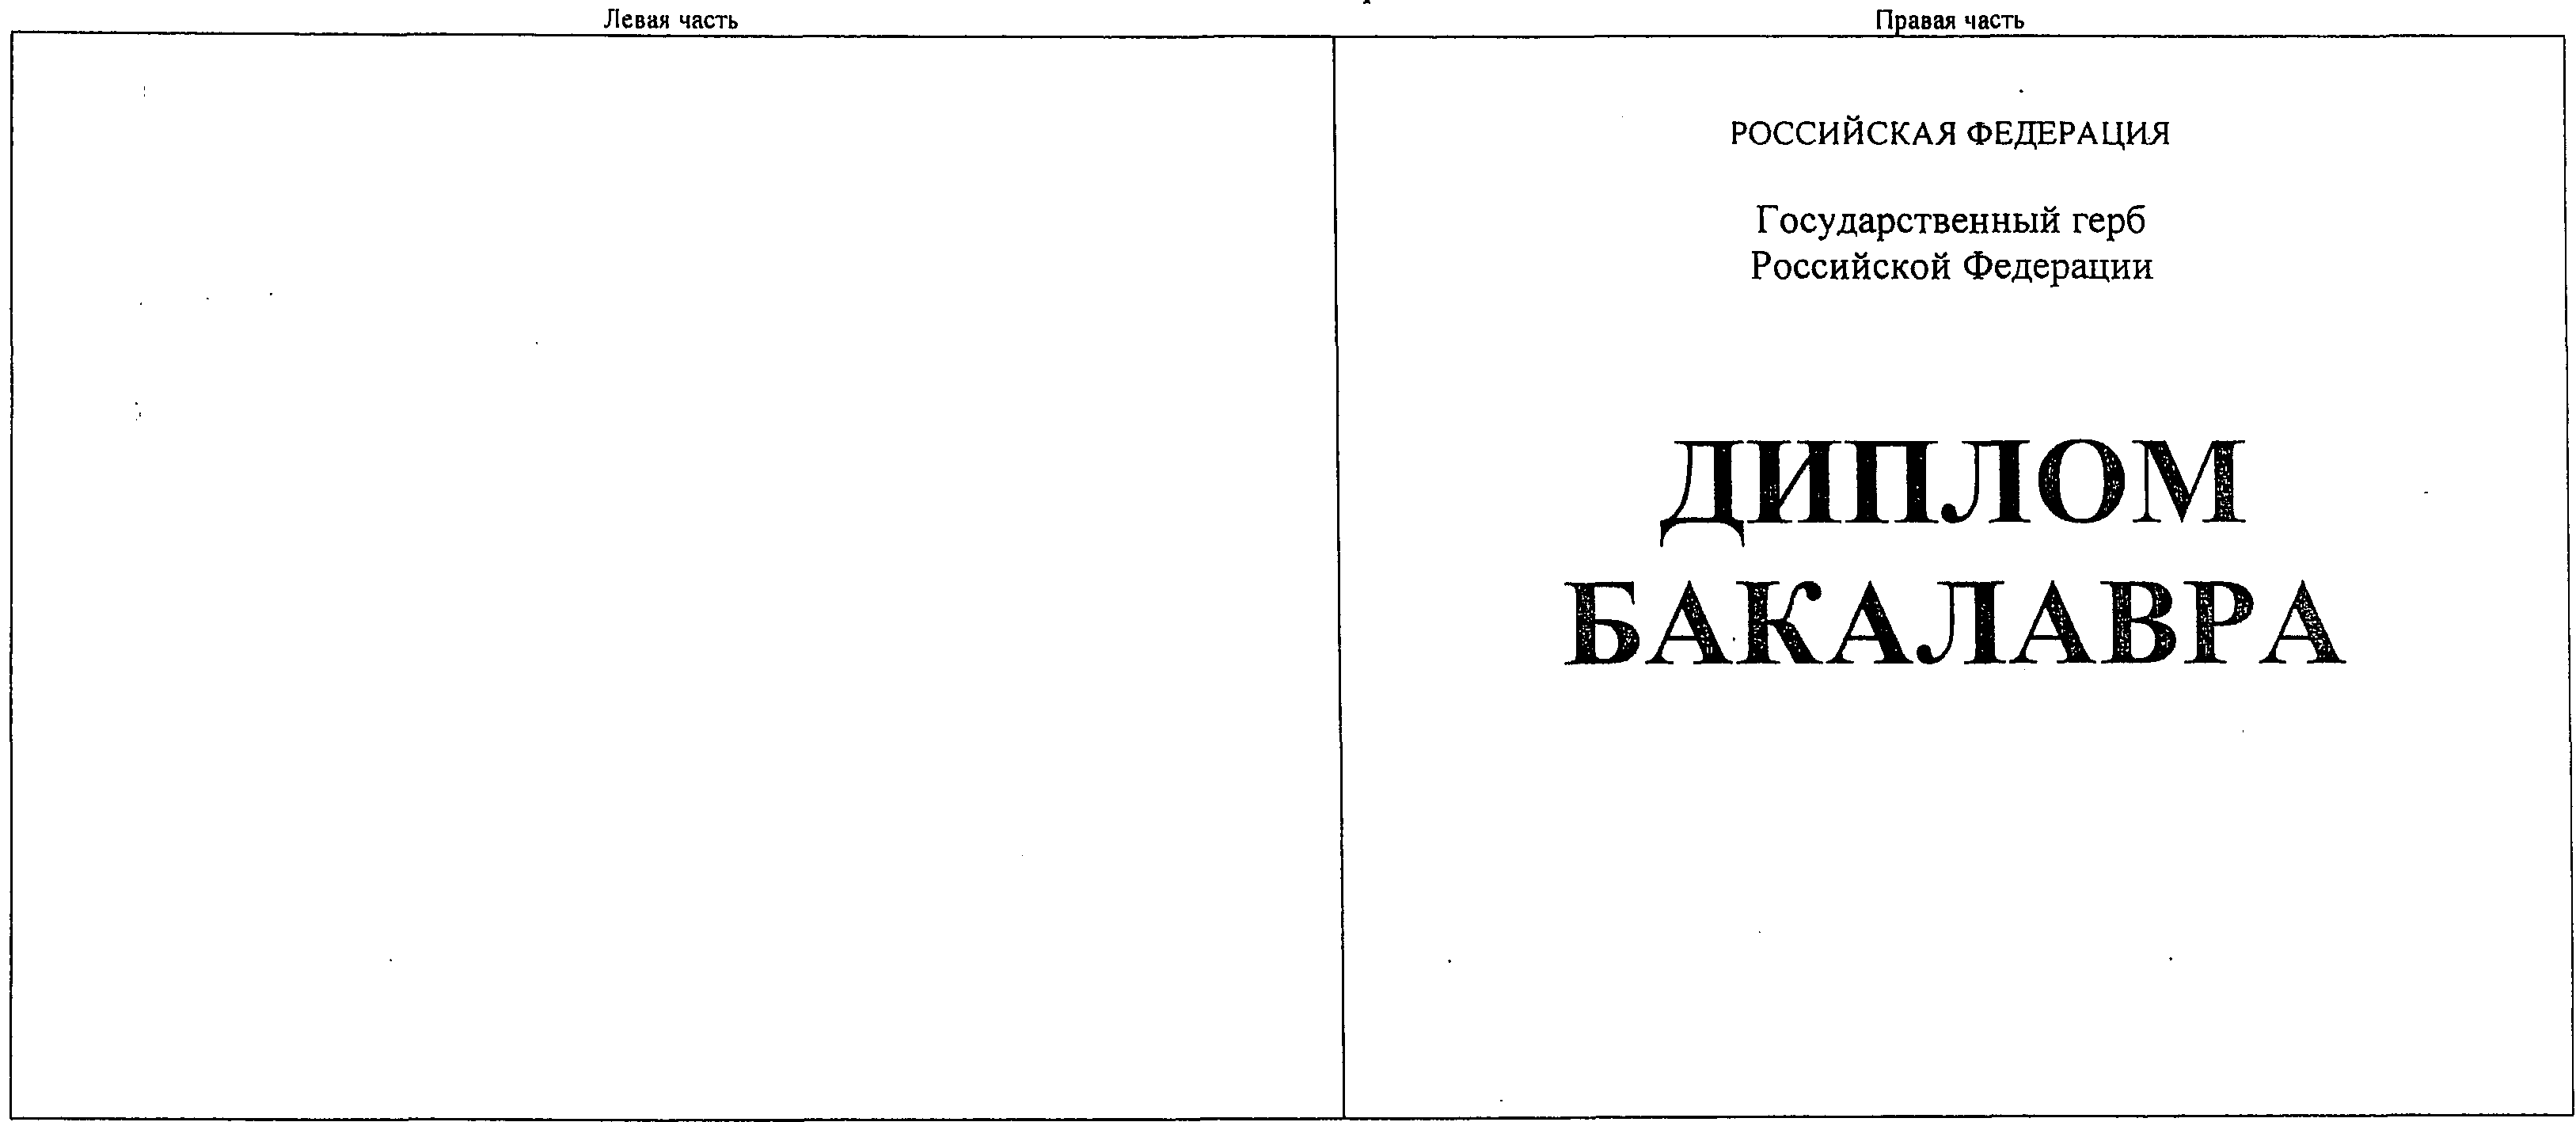 Левая часть
Правая часть
РОССИЙСКАЯ ФЕДЕРАЦИЯ
Государственный герб
Российской Федерации
ДИПЛОМ
БАКАЛАВРА